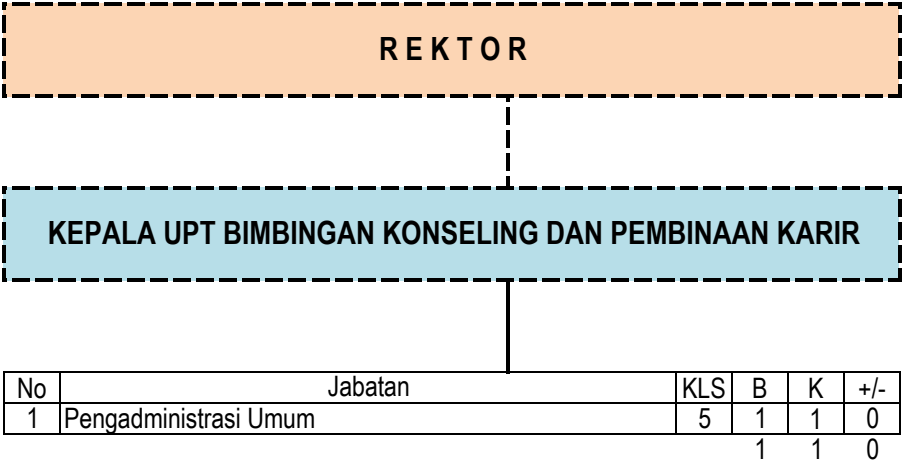 R E K T O R
KEPALA UPT BIMBINGAN KONSELING DAN PEMBINAAN KARIR
No Jabatan KLS B K +/-
1 Pengadministrasi Umum 5 1 1 0
1 1 0